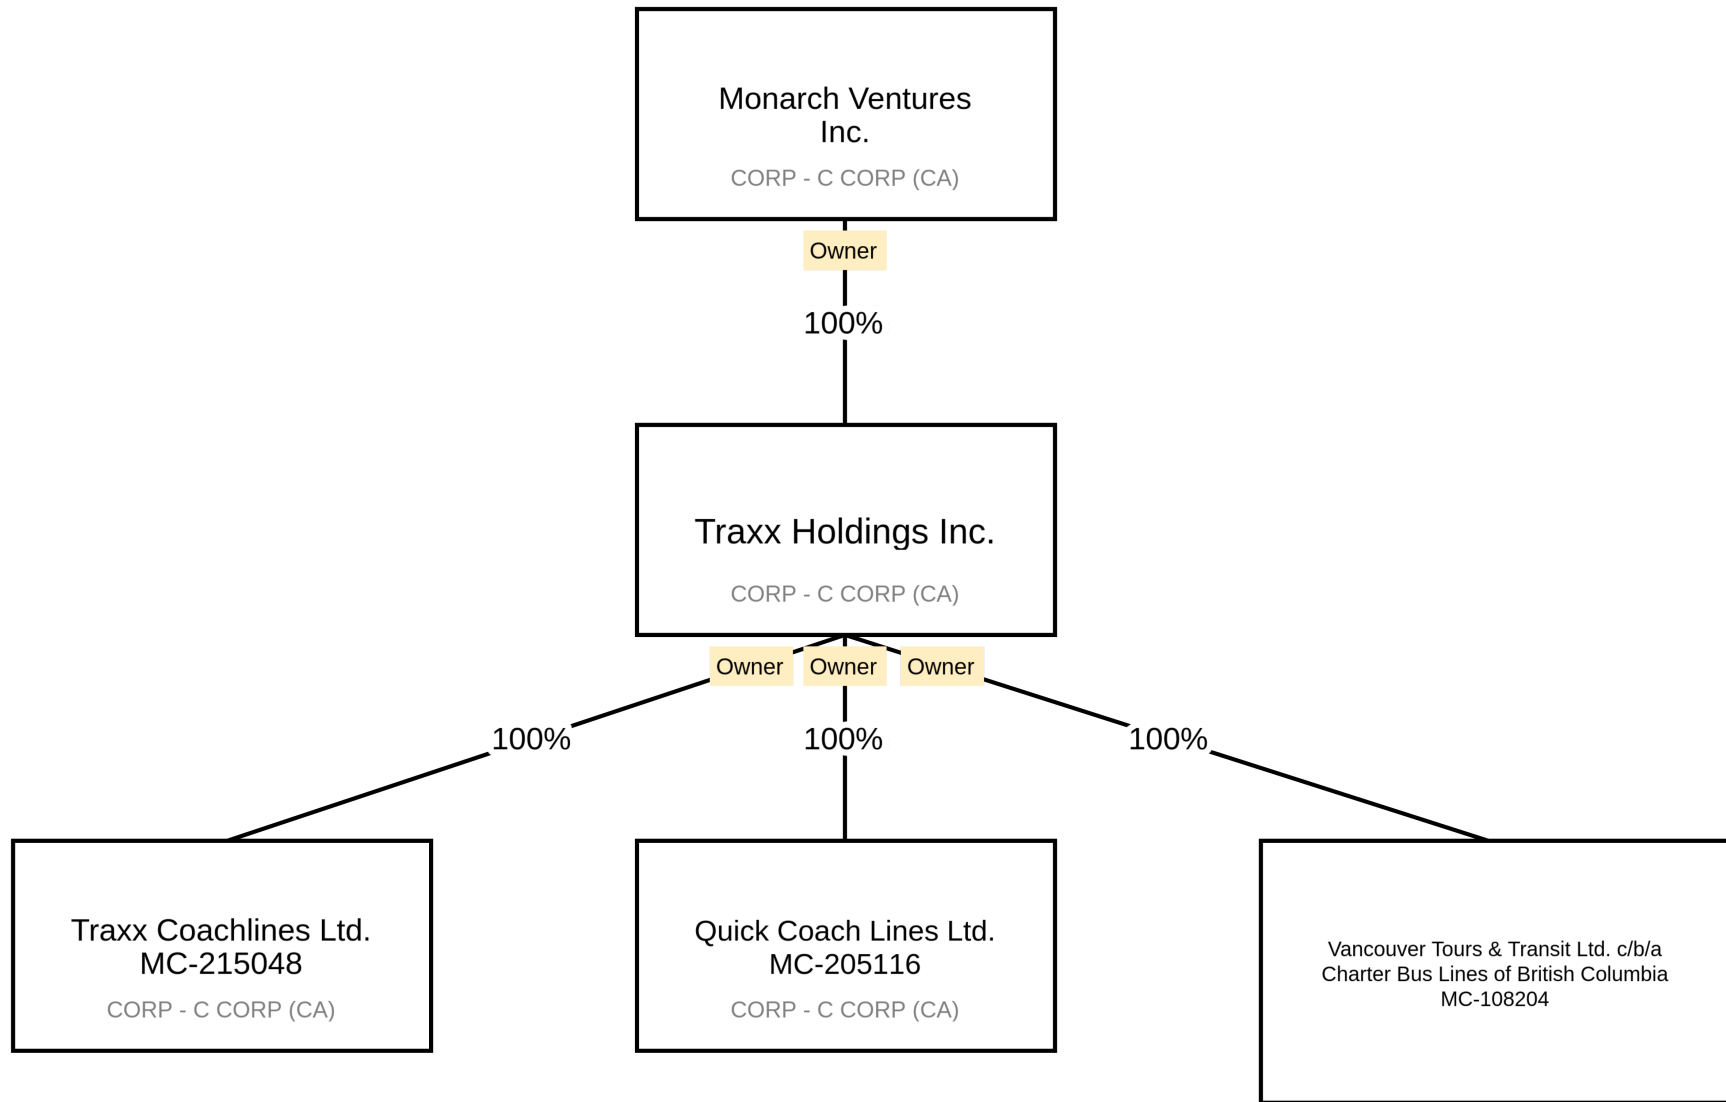 Monarch Ventures
Inc.
CORP - C CORP (CA)
Owner
100%
Traxx Holdings Inc.
CORP - C CORP (CA)
Owner Owner Owner
100% 100% 100%
Traxx Coachlines Ltd.
MC-215048
CORP - C CORP (CA)
Quick Coach Lines Ltd.
MC-205116
CORP - C CORP (CA)
Vancouver Tours & Transit Ltd. c/b/a
Charter Bus Lines of British Columbia
MC-108204